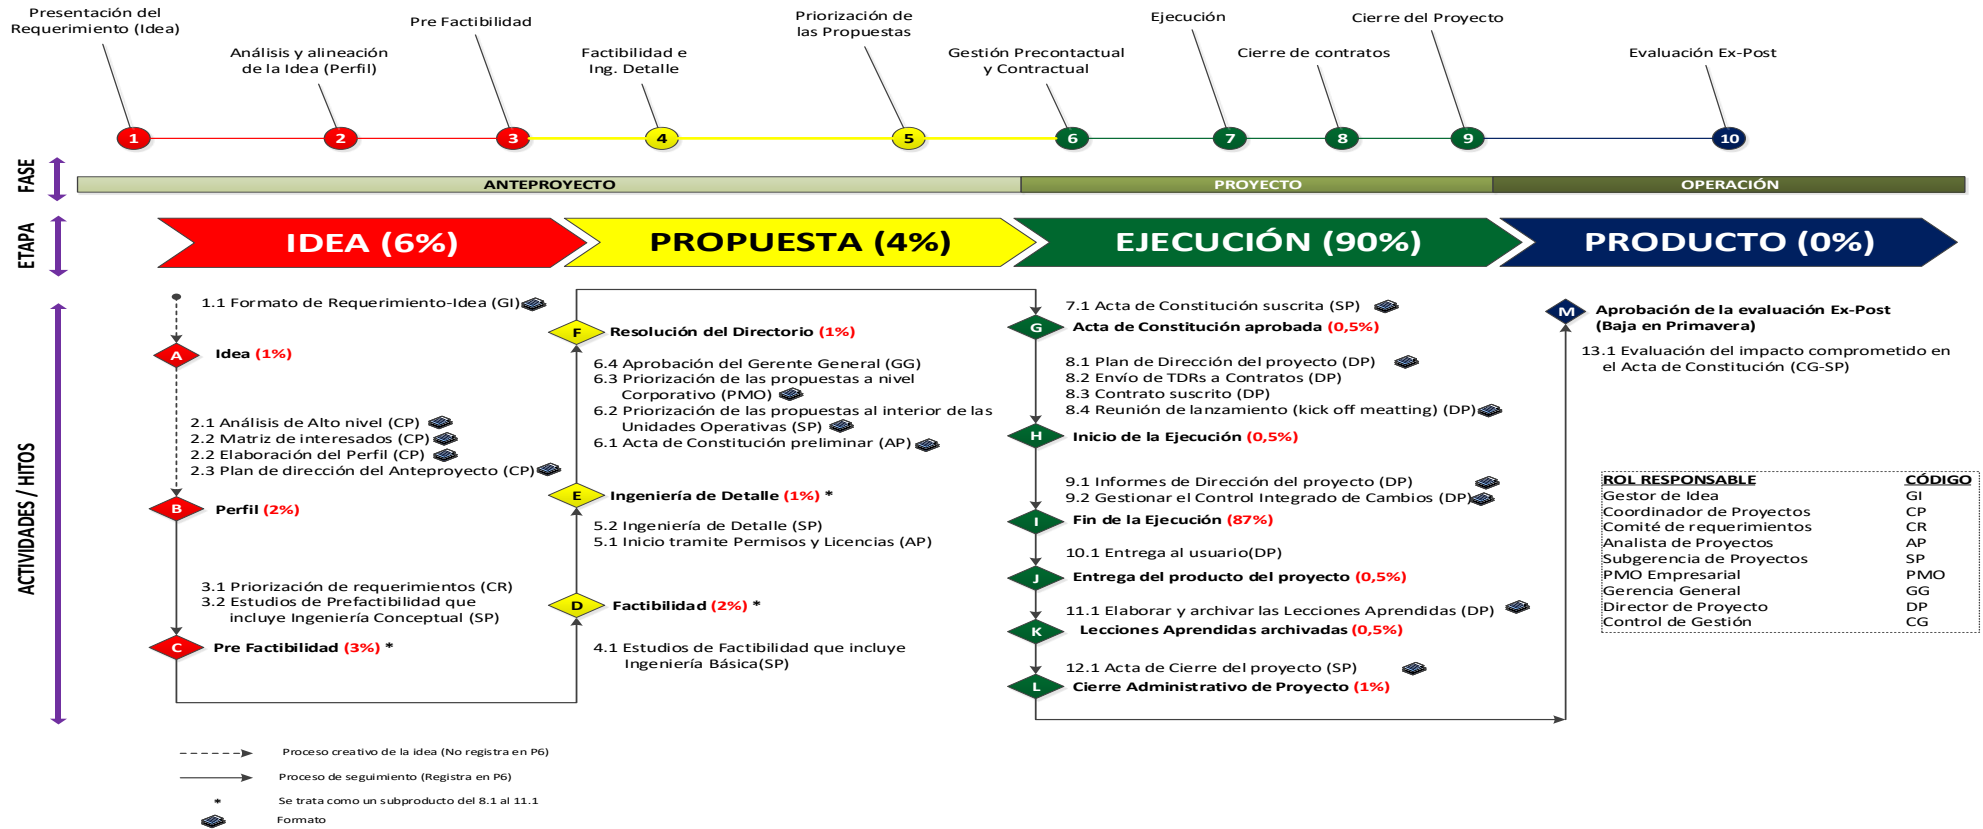 Presentación del
Requerimiento (Idea)
Análisis y alineación
de la Idea (Perfil)
Pre Factibilidad
Factibilidad e
Ing. Detalle
Priorización de
las Propuestas
Gestión Precontactual
y Contractual
Ejecución
Cierre de contratos
Cierre del Proyecto
Evaluación Ex-Post
1
2
3
4
5
6
7
8
9
10
FASE
ANTEPROYECTO
PROYECTO
OPERACIÓN
ETAPA
IDEA (6%)
PROPUESTA (4%)
EJECUCIÓN (90%)
PRODUCTO (0%)
ACTIVIDADES / HITOS
1.1 Formato de Requerimiento-Idea (GI)
A
Idea (1%)
2.1 Análisis de Alto nivel (CP)
2.2 Matriz de interesados (CP)
2.2 Elaboración del Perfil (CP)
2.3 Plan de dirección del Anteproyecto (CP)
B
Perfil (2%)
3.1 Priorización de requerimientos (CR)
3.2 Estudios de Prefactibilidad que
incluye Ingeniería Conceptual (SP)
C
Pre Factibilidad (3%) *
F
Resolución del Directorio (1%)
6.4 Aprobación del Gerente General (GG)
6.3 Priorización de las propuestas a nivel
Corporativo (PMO)
6.2 Priorización de las propuestas al interior de las
Unidades Operativas (SP)
6.1 Acta de Constitución preliminar (AP)
E
Ingeniería de Detalle (1%) *
5.2 Ingeniería de Detalle (SP)
5.1 Inicio tramite Permisos y Licencias (AP)
D
Factibilidad (2%) *
4.1 Estudios de Factibilidad que incluye
Ingeniería Básica(SP)
7.1 Acta de Constitución suscrita (SP)
G
Acta de Constitución aprobada (0,5%)
8.1 Plan de Dirección del proyecto (DP)
8.2 Envío de TDRs a Contratos (DP)
8.3 Contrato suscrito (DP)
8.4 Reunión de lanzamiento (kick off meatting) (DP)
H
Inicio de la Ejecución (0,5%)
9.1 Informes de Dirección del proyecto (DP)
9.2 Gestionar el Control Integrado de Cambios (DP)
I
Fin de la Ejecución (87%)
10.1 Entrega al usuario(DP)
J
Entrega del producto del proyecto (0,5%)
11.1 Elaborar y archivar las Lecciones Aprendidas (DP)
K
Lecciones Aprendidas archivadas (0,5%)
12.1 Acta de Cierre del proyecto (SP)
L
Cierre Administrativo de Proyecto (1%)
M
Aprobación de la evaluación Ex-Post
(Baja en Primavera)
13.1 Evaluación del impacto comprometido en
el Acta de Constitución (CG-SP)
ROL RESPONSABLE CÓDIGO
Gestor de Idea GI
Coordinador de Proyectos CP
Comité de requerimientos CR
Analista de Proyectos AP
Subgerencia de Proyectos SP
PMO Empresarial PMO
Gerencia General GG
Director de Proyecto DP
Control de Gestión CG
Proceso creativo de la idea (No registra en P6)
Proceso de seguimiento (Registra en P6)
* Se trata como un subproducto del 8.1 al 11.1
Formato